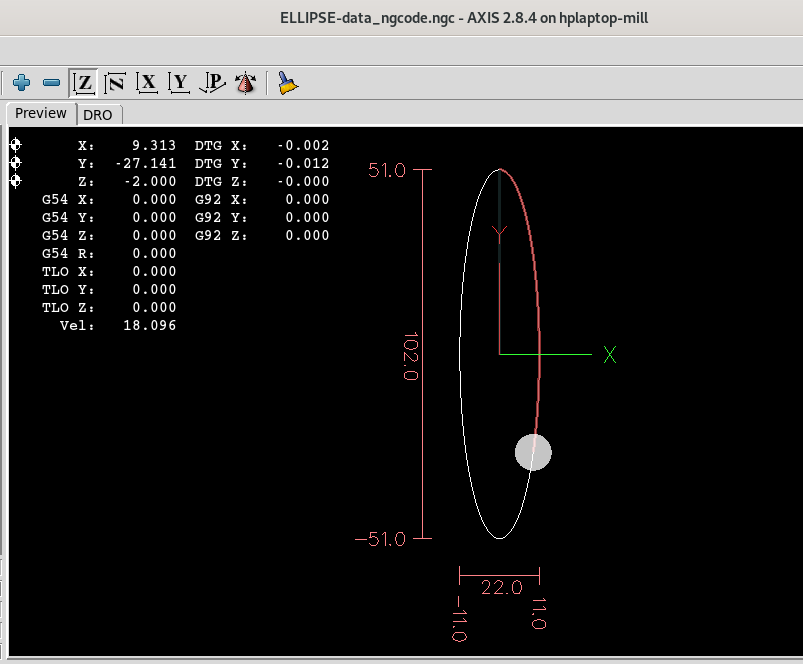 ELLIPSE-data_ngcode.ngc - AXIS 2.8.4 on hplaptop-mill
Z N X Y P
Preview DRO
X: 9.313 DTG X: -0.002
Y: -27.141 DTG Y: -0.012
Z: -2.000 DTG Z: -0.000
G54 X: 0.000 G92 X: 0.000
G54 Y: 0.000 G92 Y: 0.000
G54 Z: 0.000 G92 Z: 0.000
G54 R: 0.000
TLO X: 0.000
TLO Y: 0.000
TLO Z: 0.000
Vel: 18.096
51.0
Y
102.0
X
-51.0
22.0
-11.0
11.0